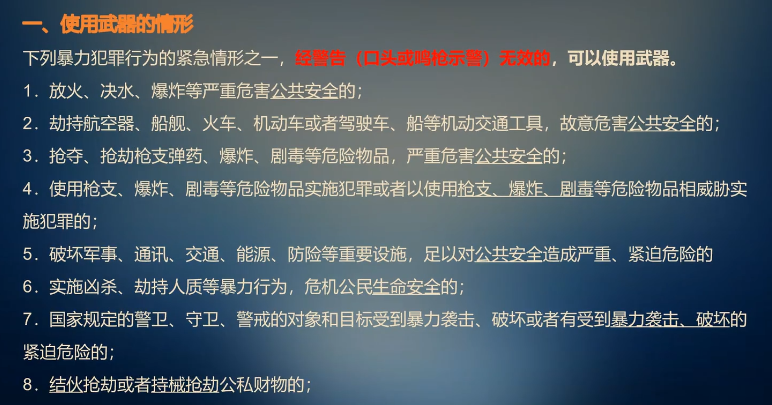 一、使用武器的情形
下列暴力犯罪行为的紧急情形之一，经警告（口头或鸣枪示警）无效的，可以使用武器。
1．放火、决水、爆炸等严重危害公共安全的；
2．劫持航空器、船舰、火车、机动车或者驾驶车、船等机动交通工具，故意危害公共安全的；
3．抢夺、抢劫枪支弹药、爆炸、剧毒等危险物品，严重危害公共安全的；
4．使用枪支、爆炸、剧毒等危险物品实施犯罪或者以使用枪支、爆炸、剧毒等危险物品相威胁实
施犯罪的；
5．破坏军事、通讯、交通、能源、防险等重要设施，足以对公共安全造成严重、紧迫危险的
6．实施凶杀、劫持人质等暴力行为，危机公民生命安全的；
7．国家规定的警卫、守卫、警戒的对象和目标受到暴力袭击、破坏或者有受到暴力袭击、破坏的
紧迫危险的；
8．结伙抢劫或者持械抢劫公私财物的；